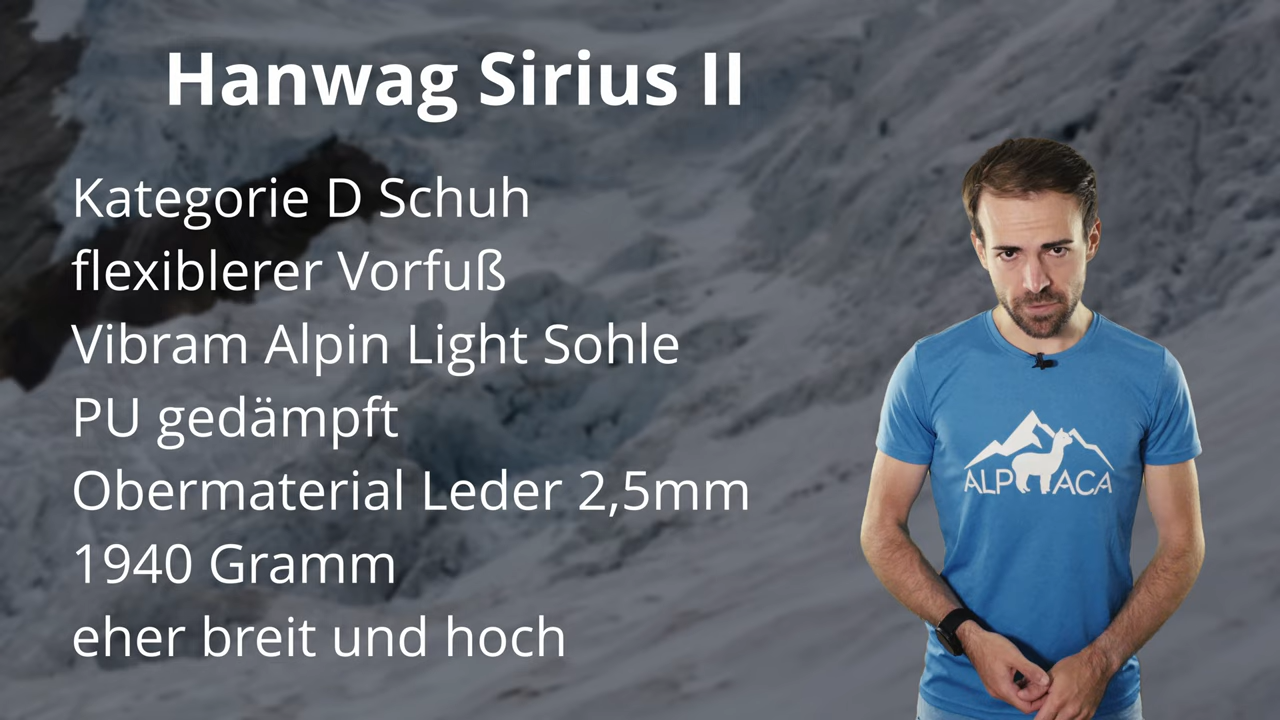 Hanwag Sirius II
Kategorie D Schuh
flexiblerer Vorfuß
Vibram Alpin Light Sohle
PU gedämpft
Obermaterial Leder 2,5mm
1940 Gramm
eher breit und hoch
ALPACA